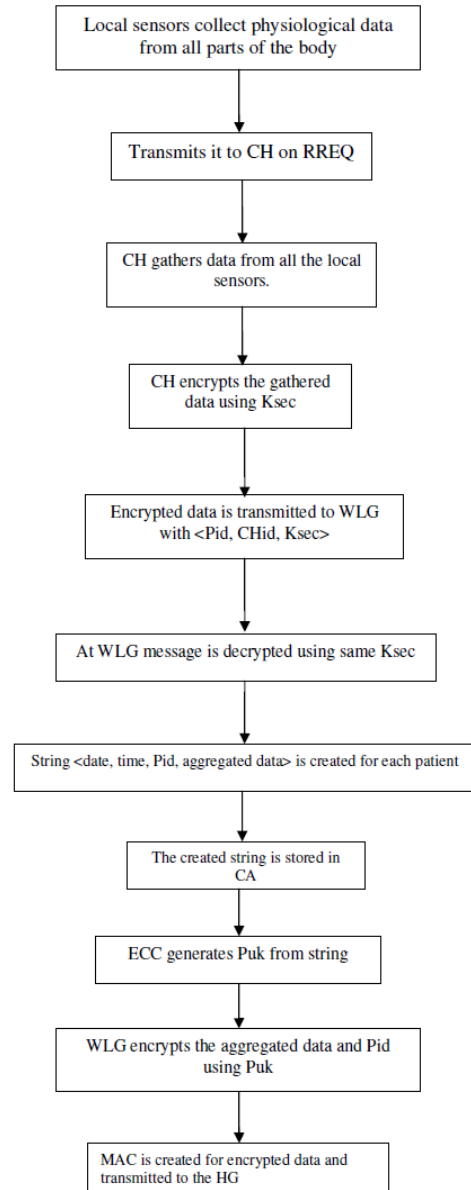 Local sensors collect physiological data
from all parts of the body
Transmits it to CH on RREQ
CH gathers data from all the local
sensors.
CH encrypts the gathered
data using Ksec
Encrypted data is transmitted to WLG
with <Pid, CHid, Ksec>
At WLG message is decrypted using same Ksec
String <date, time, Pid, aggregated data> is created for each patient
The created string is stored in
CA
ECC generates Puk from string
WLG encrypts the aggregated data and Pid
using Puk
MAC is created for encrypted data and
transmitted to the HG